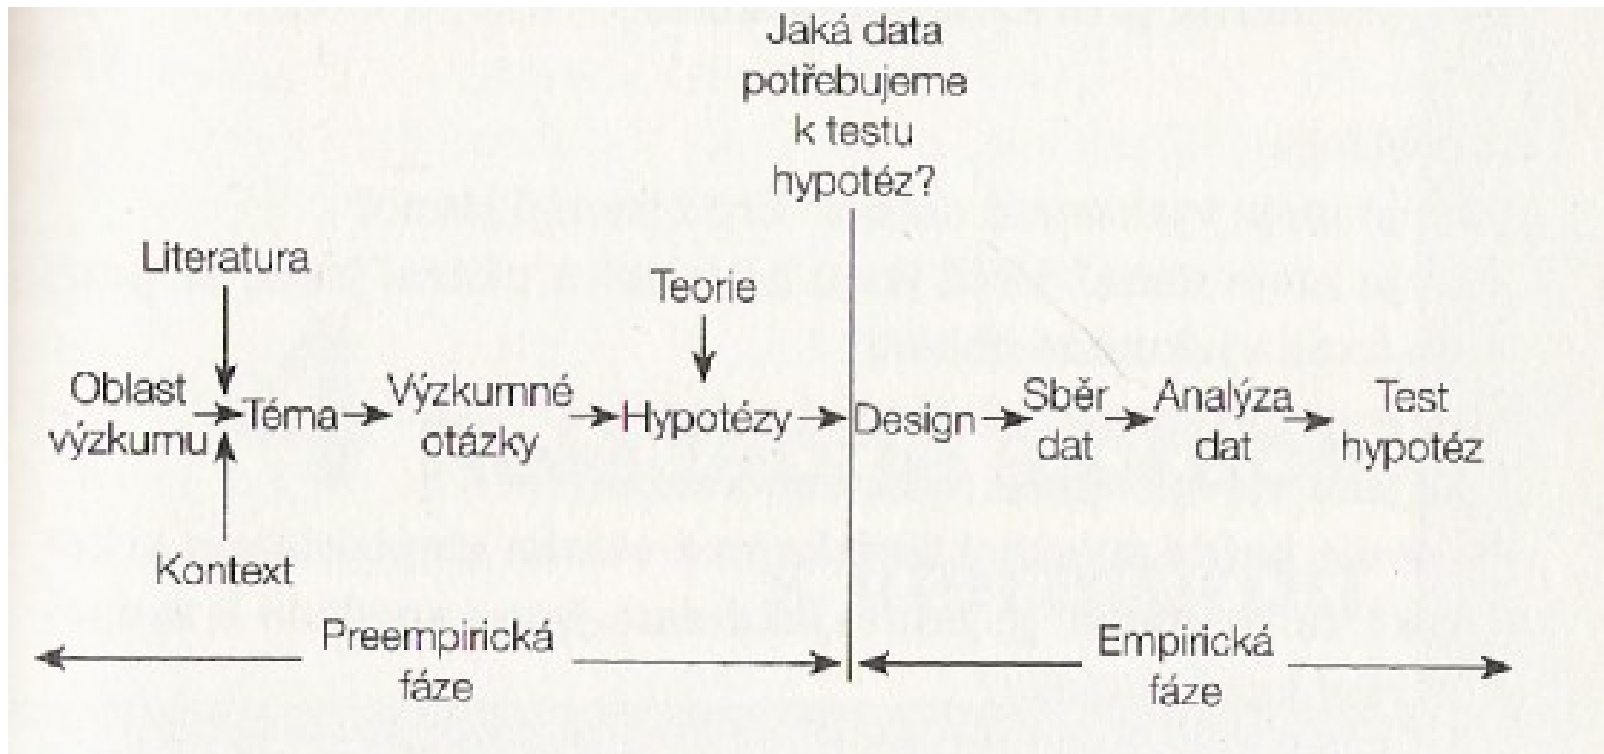 Jaká data
potřebujeme
k testu
hypotéz?
Literatura
Teorie
Oblast
výzkumu
Téma
Výzkumné
otázky
Hypotézy
Design
Sběr
dat
Analýza
dat
Test
hypotéz
Kontext
Preempirická
fáze
Empirická
fáze